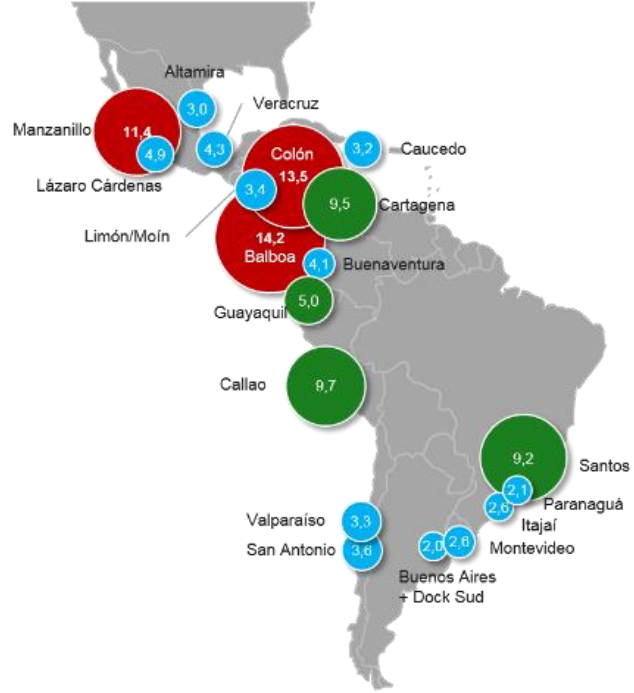 Altamira
3,0
Veracruz
Manzanillo
11,4
4,3
4,9
Colón
13,5
3,2
Caucedo
Lázaro Cárdenas
3,4
9,5
Cartagena
Limón/Moín
14,2
Balboa
4,1
Buenaventura
5,0
Guayaquil
Callao
9,7
9,2
Santos
2,1
Paranaguá
2,6
Itajaí
Valparaíso
3,3
San Antonio
3,6
2,0
2,6
Montevideo
Buenos Aires
+ Dock Sud